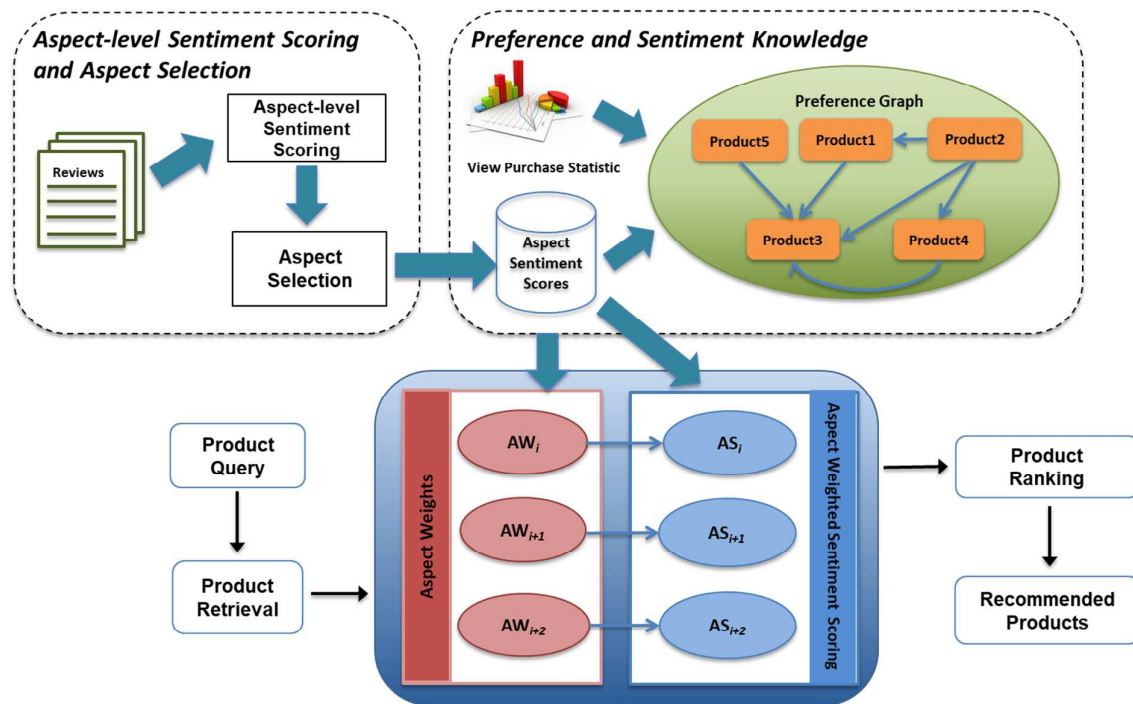 Aspect-level Sentiment Scoring
and Aspect Selection
Reviews
Aspect-level
Sentiment
Scoring
Aspect
Selection
Preference and Sentiment Knowledge
View Purchase Statistic
Aspect
Sentiment
Scores
Preference Graph
Product5
Product1
Product2
Product3
Product4
Product
Query
Product
Retrieval
Aspect Weights
AWi
AWi+1
AWi+2
ASi
ASi+1
ASi+2
Aspect Weighted Sentiment Scoring
Product
Ranking
Recommended
Products